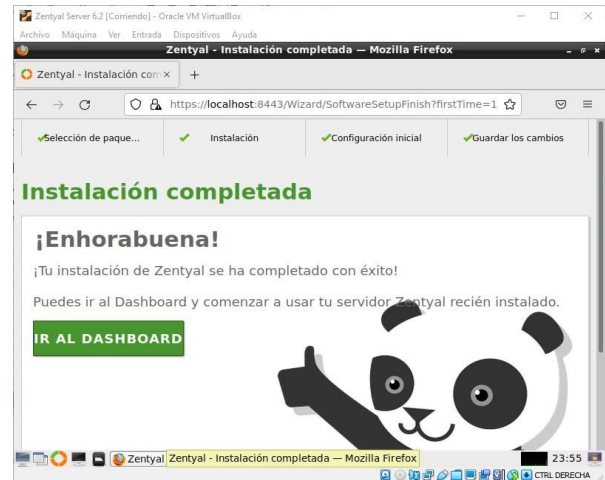 Zentyal Server 6.2 [Corriendo] - Oracle VM VirtualBox
Archivo Máquina Ver Entrada Dispositivos Ayuda
Zentyal - Instalación completada — Mozilla Firefox
Zentyal - Instalación com
https://localhost:8443/Wizard/SoftwareSetupFinish?firstTime=1
Selección de paque... Instalación Configuración inicial Guardar los cambios
Instalación completada
¡Enhorabuena!
¡Tu instalación de Zentyal se ha completado con éxito!
Puedes ir al Dashboard y comenzar a usar tu servidor Zentyal recién instalado.
IR AL DASHBOARD
Zentyal Zentyal - Instalación completada — Mozilla Firefox 23:55
CTRL DERECHA